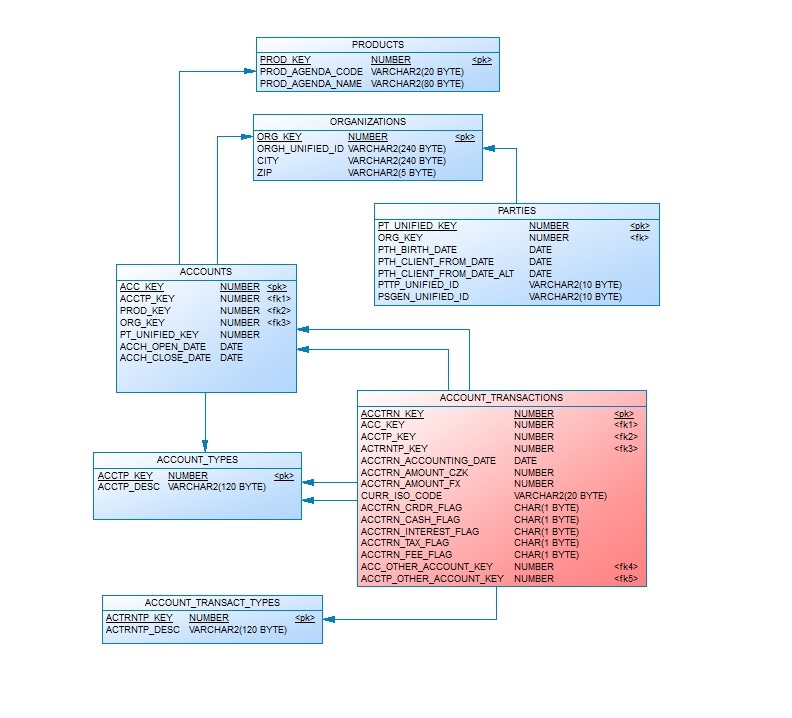 PRODUCTS
PROD_KEY NUMBER <pk>
PROD_AGENDA_CODE VARCHAR2(20 BYTE)
PROD_AGENDA_NAME VARCHAR2(80 BYTE)
ORGANIZATIONS
ORG_KEY NUMBER <pk>
ORGH_UNIFIED_ID VARCHAR2(240 BYTE)
CITY VARCHAR2(240 BYTE)
ZIP VARCHAR2(5 BYTE)
PARTIES
PT_UNIFIED_KEY NUMBER <pk>
ORG_KEY NUMBER <fk>
PTH_BIRTH_DATE DATE
PTH_CLIENT_FROM_DATE DATE
PTH_CLIENT_FROM_DATE_ALT DATE
PTTP_UNIFIED_ID VARCHAR2(10 BYTE)
PSGEN_UNIFIED_ID VARCHAR2(10 BYTE)
ACCOUNTS
ACC_KEY NUMBER <pk>
ACCTP_KEY NUMBER <fk1>
PROD_KEY NUMBER <fk2>
ORG_KEY NUMBER <fk3>
PT_UNIFIED_KEY NUMBER
ACCH_OPEN_DATE DATE
ACCH_CLOSE_DATE DATE
ACCOUNT_TRANSACTIONS
ACCTRN_KEY NUMBER <pk>
ACC_KEY NUMBER <fk1>
ACCTP_KEY NUMBER <fk2>
ACTRNTP_KEY NUMBER <fk3>
ACCTRN_ACCOUNTING_DATE DATE
ACCTRN_AMOUNT_CZK NUMBER
ACCTRN_AMOUNT_FX NUMBER
CURR_ISO_CODE VARCHAR2(20 BYTE)
ACCTRN_CRDR_FLAG CHAR(1 BYTE)
ACCTRN_CASH_FLAG CHAR(1 BYTE)
ACCTRN_INTEREST_FLAG CHAR(1 BYTE)
ACCTRN_TAX_FLAG CHAR(1 BYTE)
ACCTRN_FEE_FLAG CHAR(1 BYTE)
ACC_OTHER_ACCOUNT_KEY NUMBER <fk4>
ACCTP_OTHER_ACCOUNT_KEY NUMBER <fk5>
ACCOUNT_TYPES
ACCTP_KEY NUMBER <pk>
ACCTP_DESC VARCHAR2(120 BYTE)
ACCOUNT_TRANSACT_TYPES
ACTRNTP_KEY NUMBER <pk>
ACTRNTP_DESC VARCHAR2(120 BYTE)